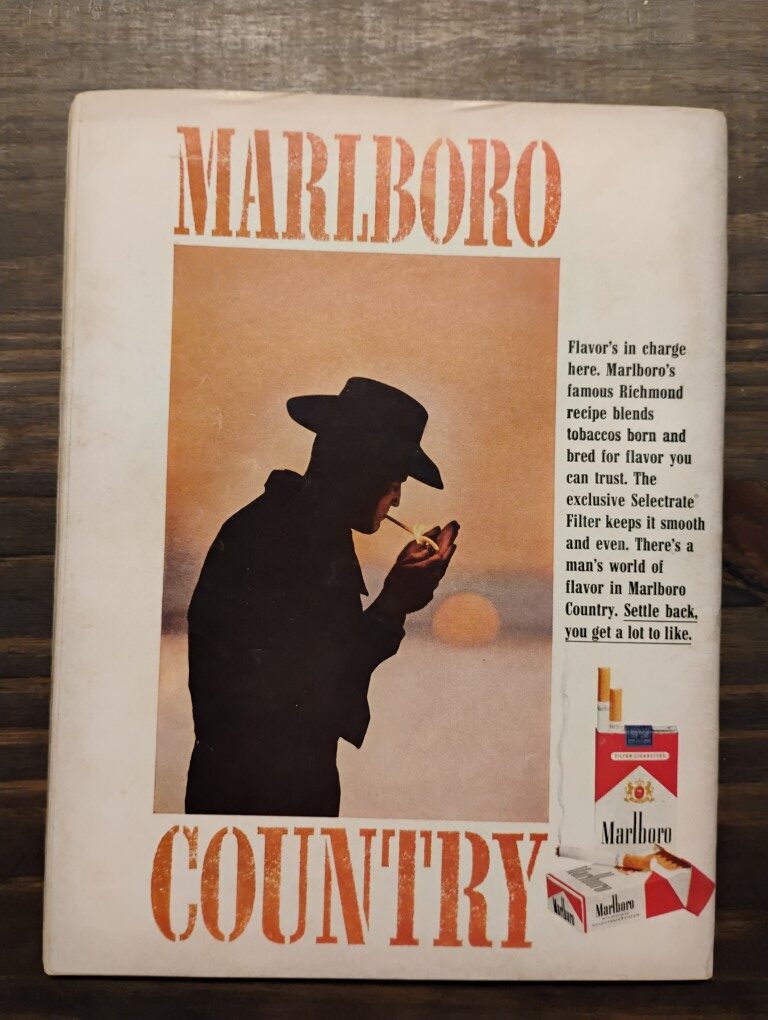 MARLBORO
Flavor's in charge
here. Marlboro's
famous Richmond
recipe blends
tobaccos born and
bred for flavor you
can trust. The
exclusive Selectrate®
Filter keeps it smooth
and even. There's a
man's world of
flavor in Marlboro
Country. Settle back,
you get a lot to like.
FILTER CIGARETTES
Marlboro
Marlboro
Marlboro
Marlboro
COUNTRY